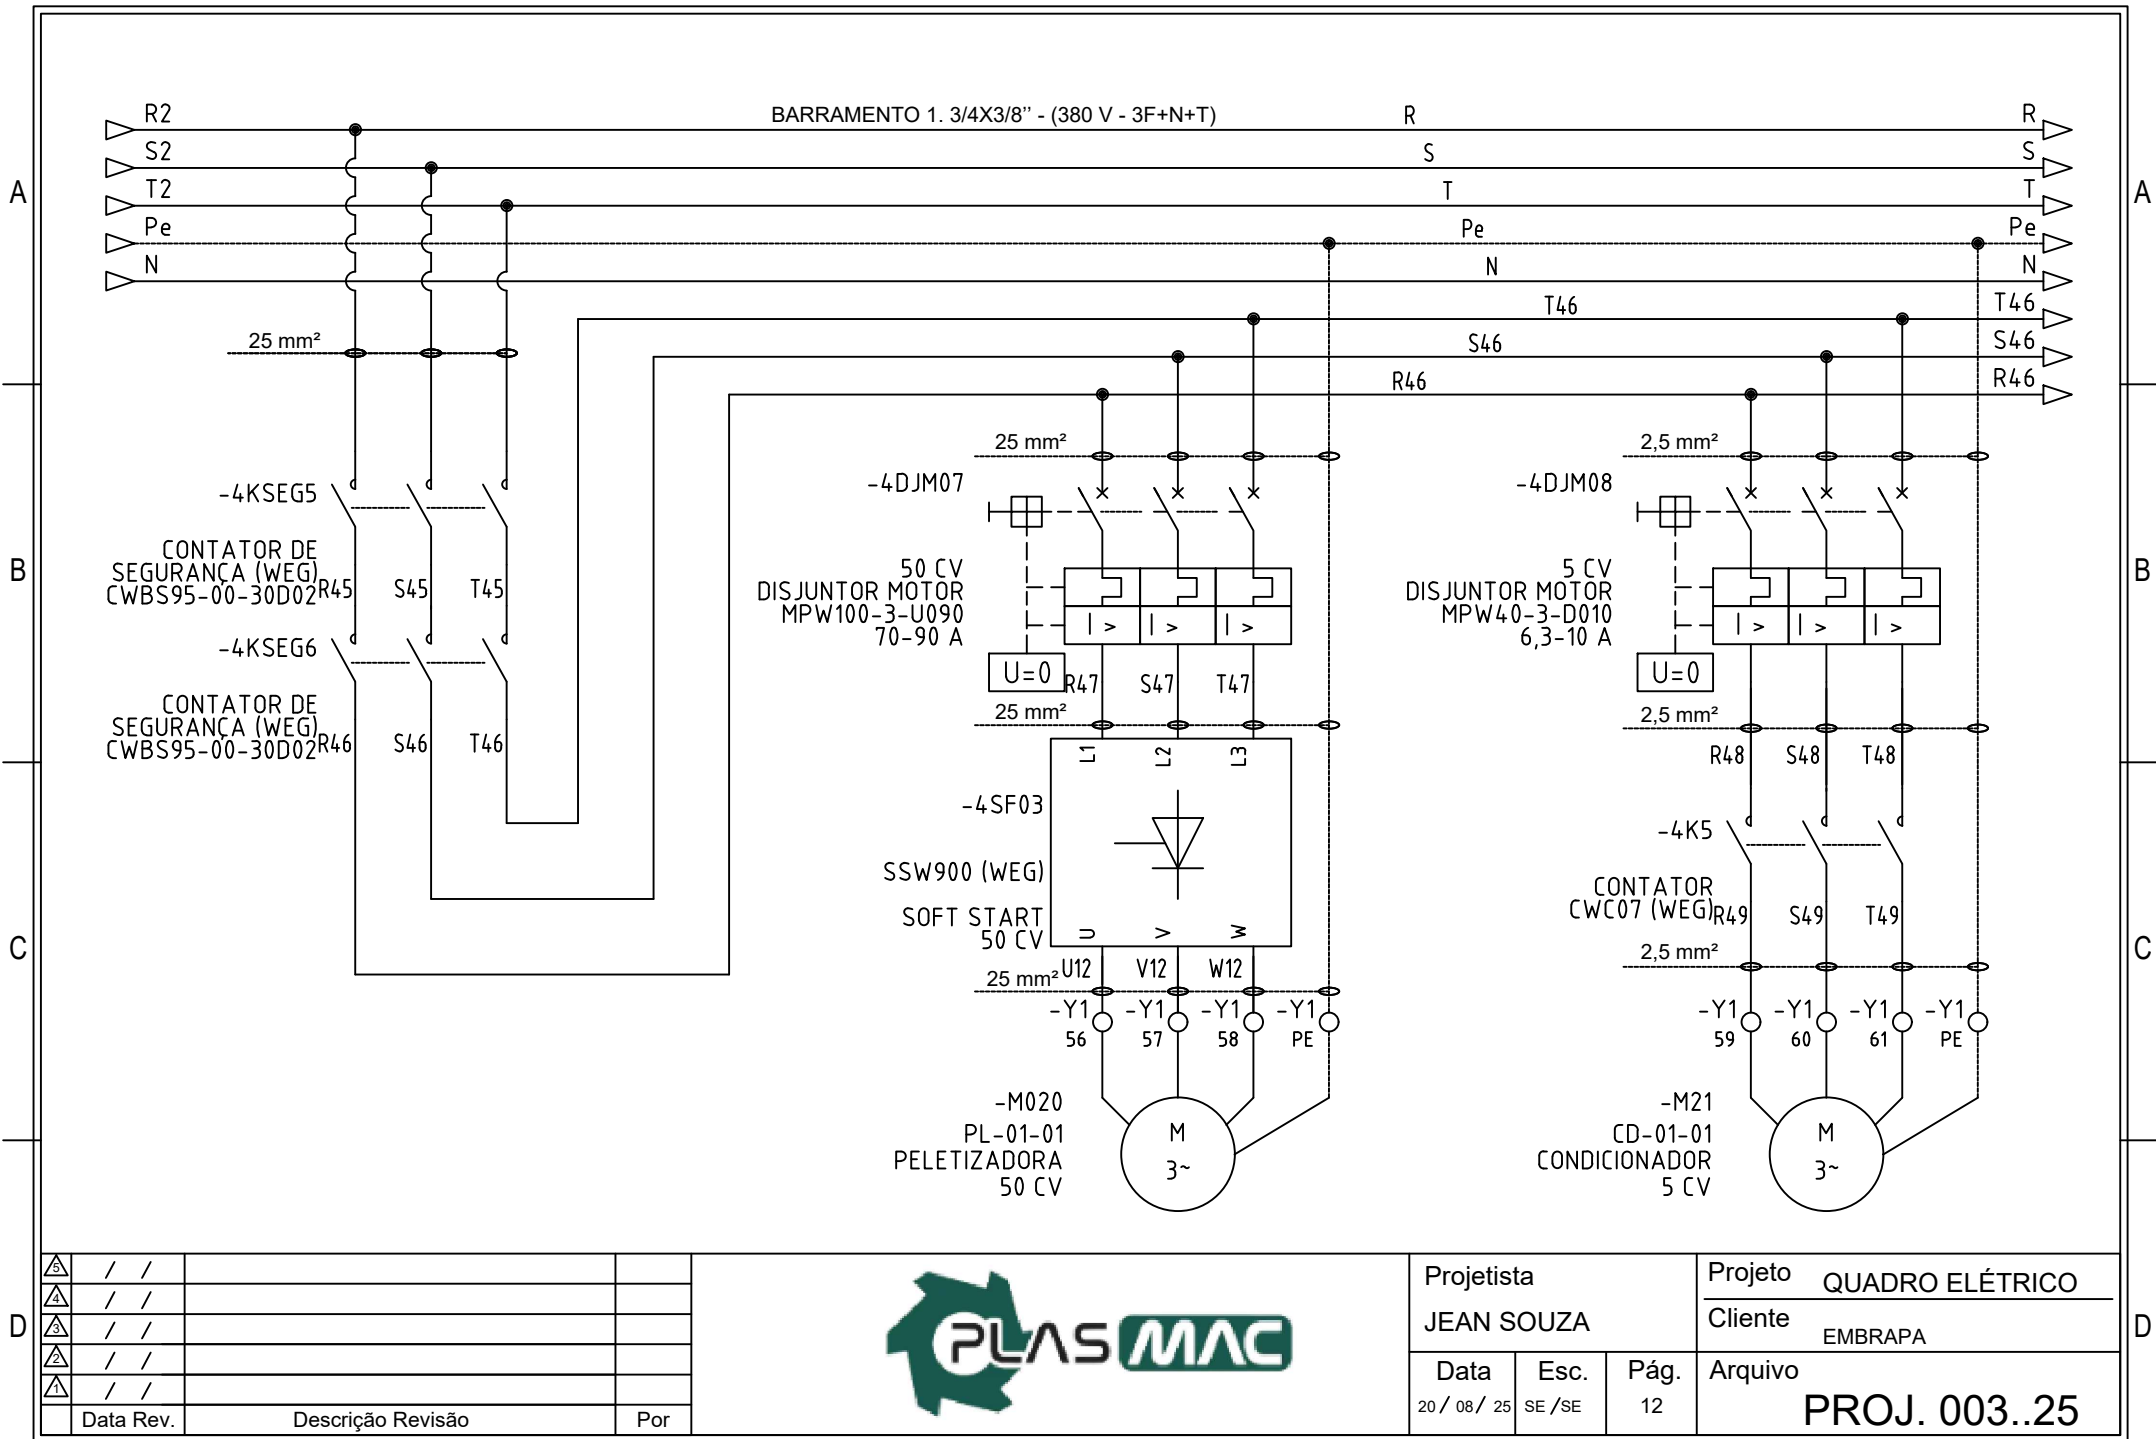 R2
BARRAMENTO 1. 3/4X3/8’’ - (380 V - 3F+N+T)
R
R
S2
S
S
A
T2
T
T
A
Pe
Pe
Pe
N
N
N
T46
T46
25 mm²
S46
S46
R46
R46
25 mm²
2,5 mm²
-4KSEG5
-4DJM07
-4DJM08
B
CONTATOR DE
SEGURANÇA (WEG)
CWBS95-00-30D02
R45
S45
T45
50 CV
DISJUNTOR MOTOR
MPW100-3-U090
70-90 A
I >
I >
I >
U=0
5 CV
DISJUNTOR MOTOR
MPW40-3-D010
6,3-10 A
I >
I >
I >
U=0
B
-4KSEG6
CONTATOR DE
SEGURANÇA (WEG)
CWBS95-00-30D02
R46
S46
T46
R47
S47
T47
25 mm²
2,5 mm²
L1
L2
L3
R48
S48
T48
-4SF03
SSW900 (WEG)
SOFT START
50 CV
U
V
W
-4K5
CONTATOR
CWC07 (WEG)
R49
S49
T49
C
C
25 mm²
U12
V12
W12
2,5 mm²
-Y1
56
-Y1
57
-Y1
58
-Y1
PE
-Y1
59
-Y1
60
-Y1
61
-Y1
PE
-M020
PL-01-01
PELETIZADORA
50 CV
M
3~
-M21
CD-01-01
CONDICIONADOR
5 CV
M
3~
D
5 / /
4 / /
3 / /
2 / /
1 / /
Data Rev.
Descrição Revisão
Por
PLASMAC
Projetista
JEAN SOUZA
Data
20 / 08 / 25
Esc.
SE /SE
Pág.
12
Projeto
QUADRO ELÉTRICO
Cliente
EMBRAPA
Arquivo
PROJ. 003..25
D